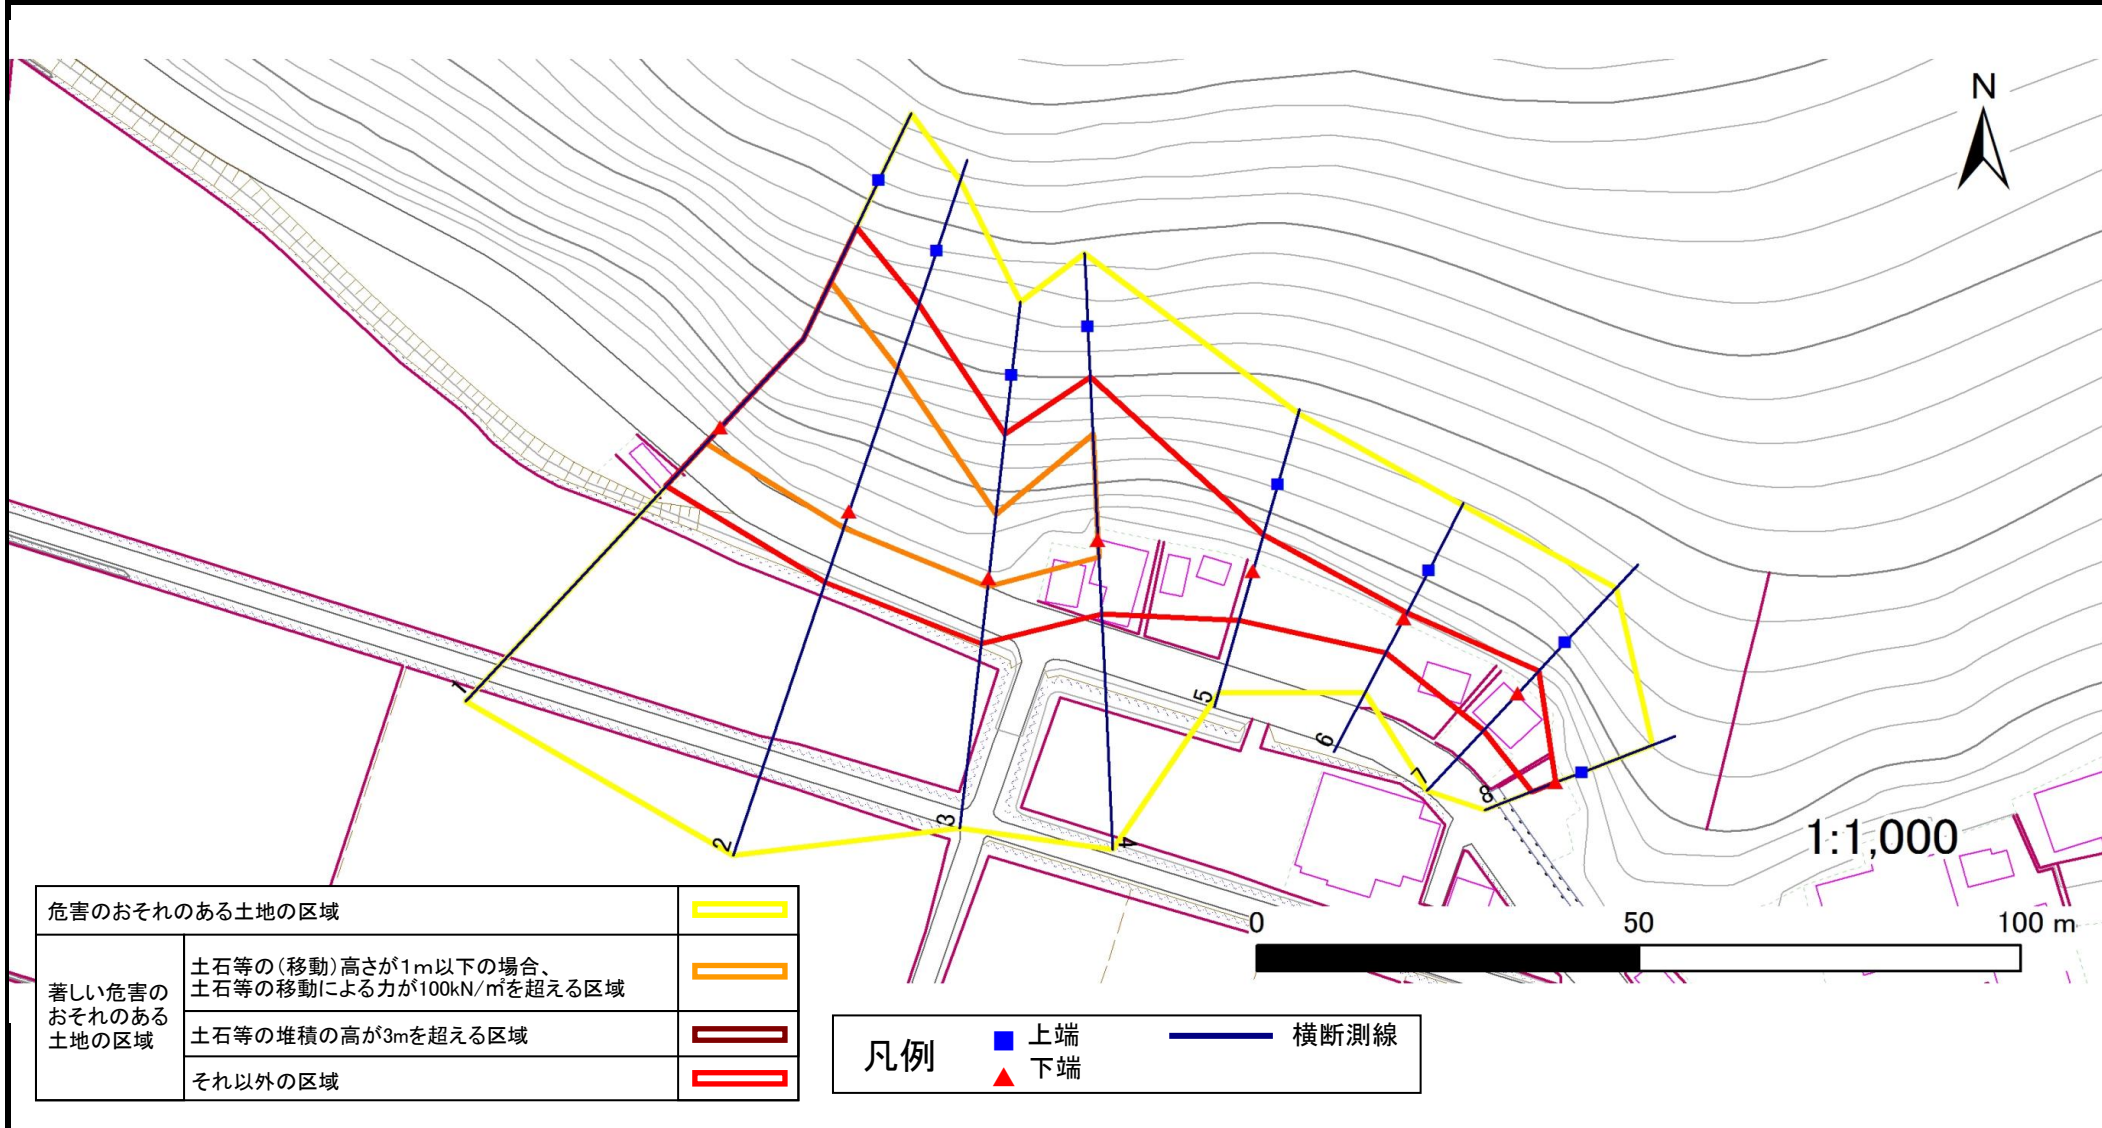 N
1
2
3
4
5
6
7
8
1:1,000
0 50 100 m
危害のおそれのある土地の区域
著しい危害の
おそれのある
土地の区域
土石等の(移動)高さが1m以下の場合、
土石等の移動による力が100kN/㎡を超える区域
土石等の堆積の高が3mを超える区域
それ以外の区域
凡例
上端
下端
横断測線